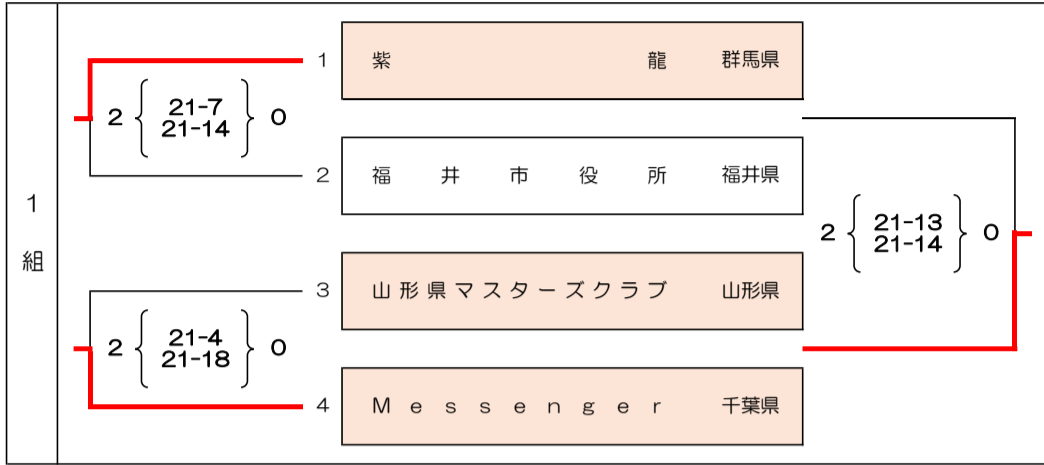 1組
1 紫龍 群馬県
2 { 21-7
21-14 } 0
2 福井市役所 福井県
2 { 21-13
21-14 } 0
3 山形県マスターズクラブ 山形県
2 { 21-4
21-18 } 0
4 Messenger 千葉県